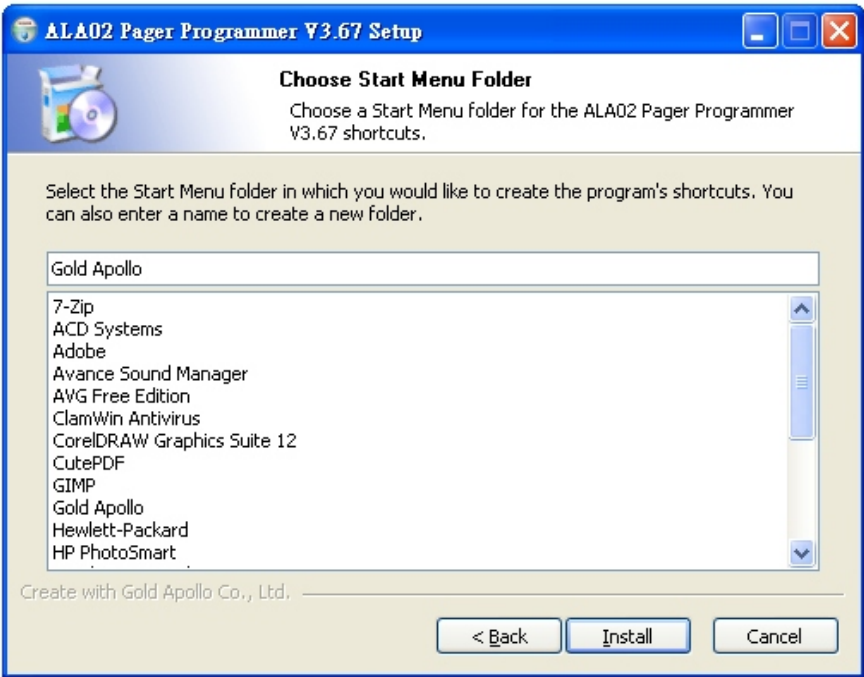 ALA02 Pager Programmer V3.67 Setup
Choose Start Menu Folder
Choose a Start Menu folder for the ALA02 Pager Programmer
V3.67 shortcuts.
Select the Start Menu folder in which you would like to create the program's shortcuts. You
can also enter a name to create a new folder.
Gold Apollo
7-Zip
ACD Systems
Adobe
Avance Sound Manager
AVG Free Edition
ClamWin Antivirus
CorelDRAW Graphics Suite 12
CutePDF
GIMP
Gold Apollo
Hewlett-Packard
HP PhotoSmart
Create with Gold Apollo Co., Ltd.
< Back Install Cancel